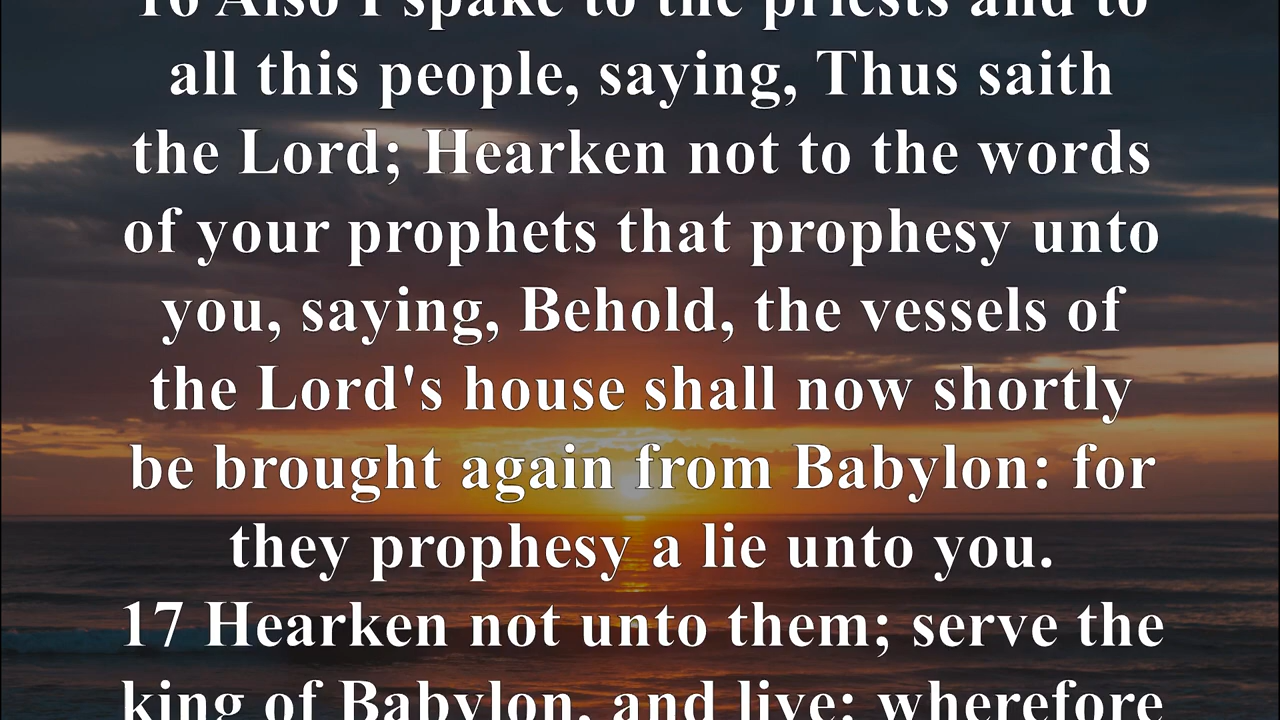 16 Also I spake to the priests and to
all this people, saying, Thus saith
the Lord; Hearken not to the words
of your prophets that prophesy unto
you, saying, Behold, the vessels of
the Lord's house shall now shortly
be brought again from Babylon: for
they prophesy a lie unto you.
17 Hearken not unto them; serve the
king of Babylon, and live: wherefore